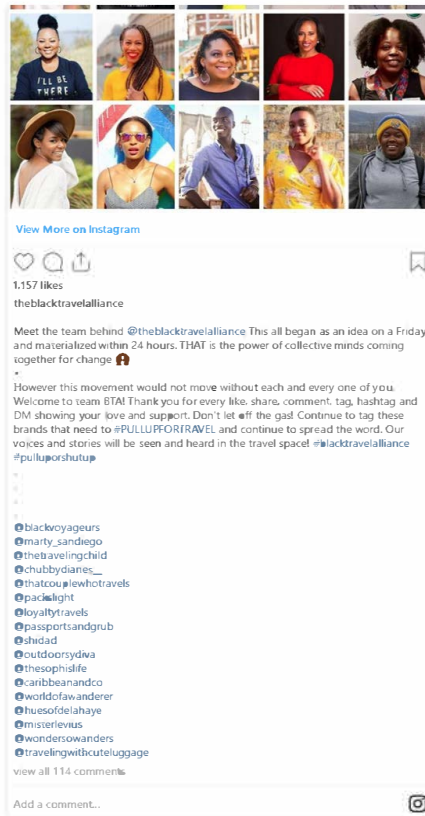 I'LL BE
THERE
View More on Instagram
1,157 likes
theblacktravelalliance
Meet the team behind @theblacktravelalliance This all began as an idea on a Friday
and materialized within 24 hours. THAT is the power of collective minds coming
together for change
However this movement would not move without each and every one of you.
Welcome to team BTA! Thank you for every like, share, comment, tag, hashtag and
DM showing your love and support. Don't let off the gas! Continue to tag these
brands that need to #PULLUPFORTRAVEL and continue to spread the word. Our
voices and stories will be seen and heard in the travel space! #blacktravelalliance
#pulluporshutup
@blackvoyageurs
@marty_sandiego
@thetravelingchild
@chubbydianes__
@thatcouplewhotravels
@packslight
@loyaltytravels
@passportsandgrub
@shidad
@outdoorsydiva
@thesophislife
@caribbeanandco
@worldofawanderer
@huesofdelahaye
@misterlevius
@wondersowanders
@travelingwithcuteluggage
view all 114 comments
Add a comment...